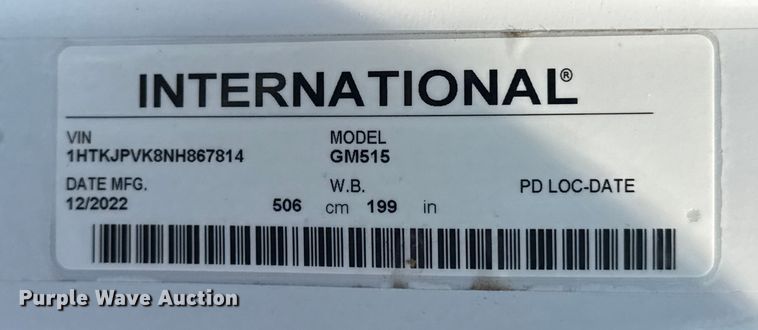 INTERNATIONAL®
VIN MODEL
1HTKJPVK8NH867814 GM515
DATE MFG. W.B. PD LOC-DATE
12/2022 506 cm 199 in
Purple Wave Auction